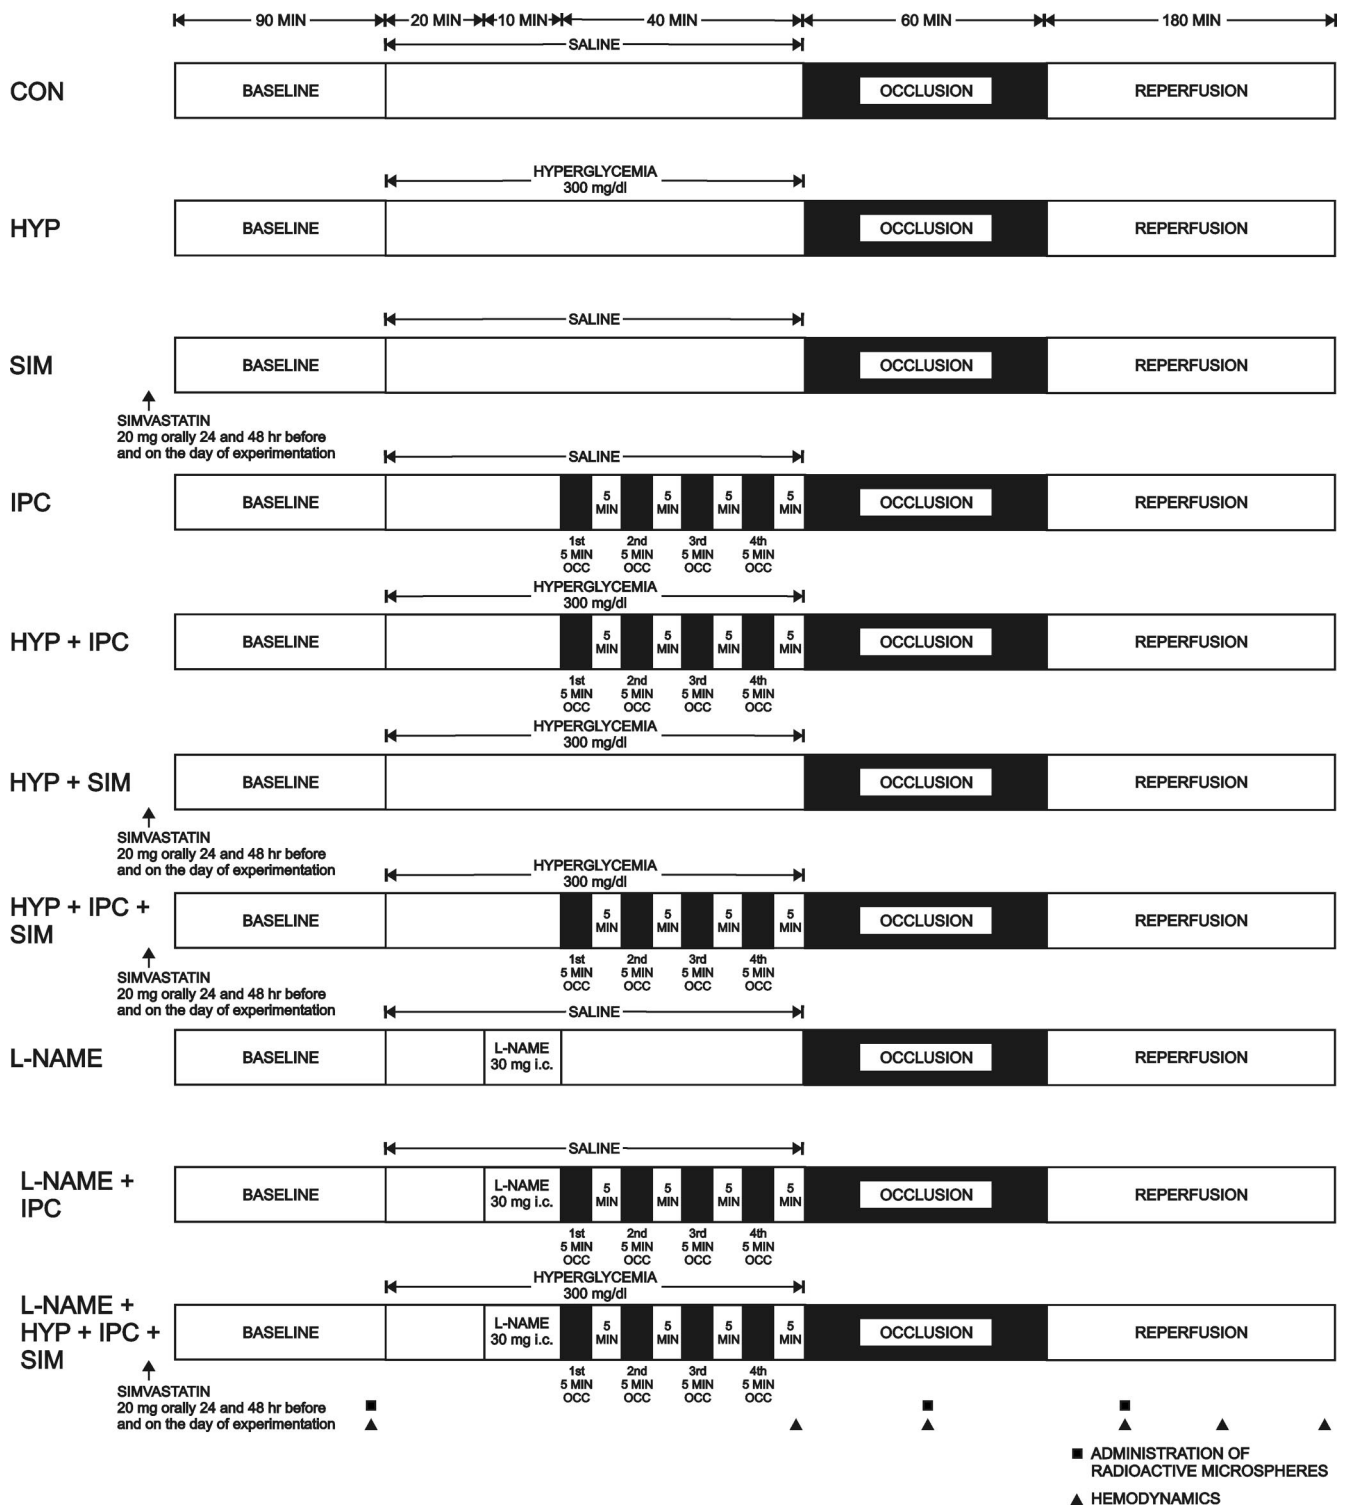 90 MIN 20 MIN 10 MIN 40 MIN 60 MIN 180 MIN
SALINE
CON BASELINE OCCLUSION REPERFUSION
HYPERGLYCEMIA
300 mg/dl
HYP BASELINE OCCLUSION REPERFUSION
SALINE
SIM BASELINE OCCLUSION REPERFUSION
SIMVASTATIN
20 mg orally 24 and 48 hr before
and on the day of experimentation
SALINE
IPC BASELINE 5 MIN 5 MIN 5 MIN 5 MIN OCCLUSION REPERFUSION
1st 2nd 3rd 4th
5 MIN 5 MIN 5 MIN 5 MIN
OCC OCC OCC OCC
HYPERGLYCEMIA
300 mg/dl
HYP + IPC BASELINE 5 MIN 5 MIN 5 MIN 5 MIN OCCLUSION REPERFUSION
1st 2nd 3rd 4th
5 MIN 5 MIN 5 MIN 5 MIN
OCC OCC OCC OCC
HYPERGLYCEMIA
300 mg/dl
HYP + SIM BASELINE OCCLUSION REPERFUSION
SIMVASTATIN
20 mg orally 24 and 48 hr before
and on the day of experimentation
HYPERGLYCEMIA
300 mg/dl
HYP + IPC +
SIM
BASELINE 5 MIN 5 MIN 5 MIN 5 MIN OCCLUSION REPERFUSION
1st 2nd 3rd 4th
5 MIN 5 MIN 5 MIN 5 MIN
OCC OCC OCC OCC
SIMVASTATIN
20 mg orally 24 and 48 hr before
and on the day of experimentation
SALINE
L-NAME BASELINE L-NAME 30 mg i.c. OCCLUSION REPERFUSION
SALINE
L-NAME +
IPC
BASELINE L-NAME 30 mg i.c. 5 MIN 5 MIN 5 MIN 5 MIN OCCLUSION REPERFUSION
1st 2nd 3rd 4th
5 MIN 5 MIN 5 MIN 5 MIN
OCC OCC OCC OCC
HYPERGLYCEMIA
300 mg/dl
L-NAME +
HYP + IPC +
SIM
BASELINE L-NAME 30 mg i.c. 5 MIN 5 MIN 5 MIN 5 MIN OCCLUSION REPERFUSION
1st 2nd 3rd 4th
5 MIN 5 MIN 5 MIN 5 MIN
OCC OCC OCC OCC
SIMVASTATIN
20 mg orally 24 and 48 hr before
and on the day of experimentation
ADMINISTRATION OF
RADIOACTIVE MICROSPHERES
HEMODYNAMICS